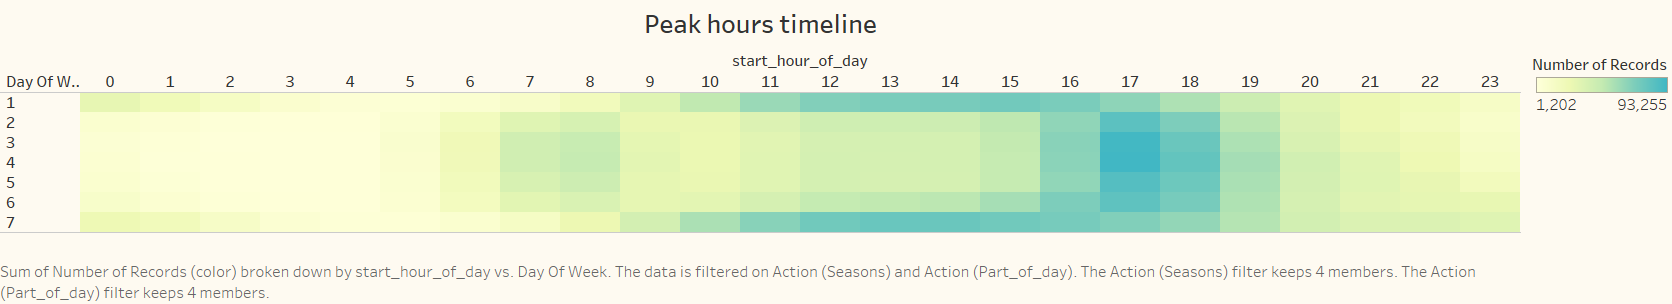 Peak hours timeline
start_hour_of_day
Day Of W.. 0 1 2 3 4 5 6 7 8 9 10 11 12 13 14 15 16 17 18 19 20 21 22 23
1
2
3
4
5
6
7
Number of Records
1,202 93,255
Sum of Number of Records (color) broken down by start_hour_of_day vs. Day Of Week. The data is filtered on Action (Seasons) and Action (Part_of_day). The Action (Seasons) filter keeps 4 members. The Action
(Part_of_day) filter keeps 4 members.